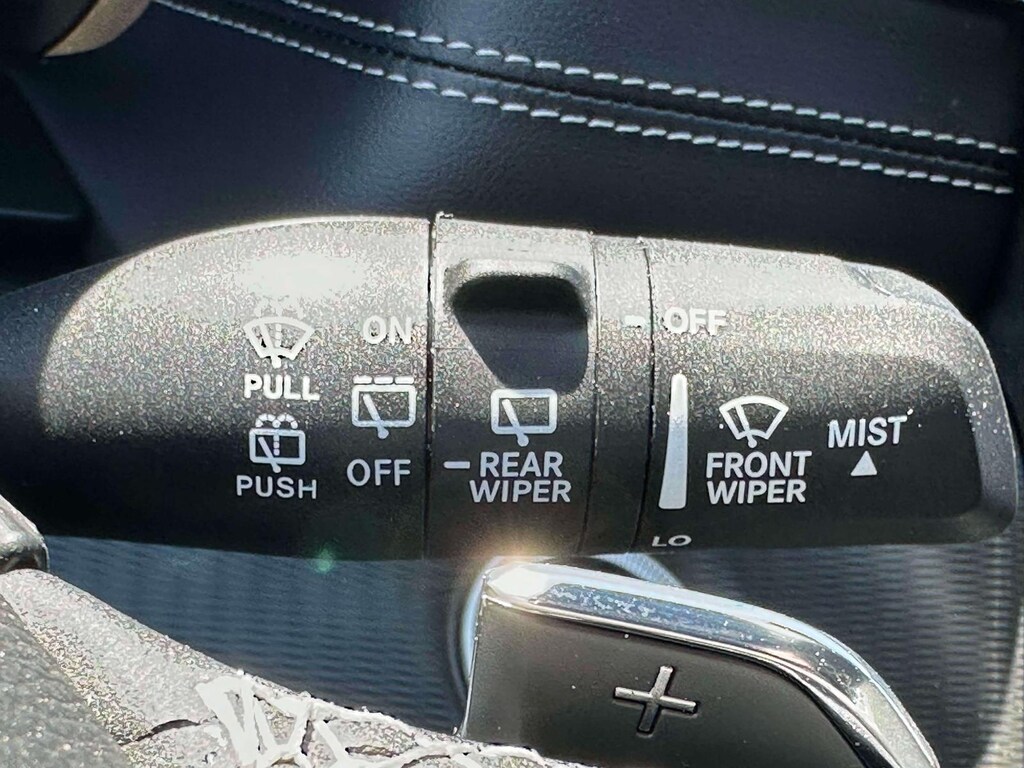 ON
PULL
OFF
PUSH
REAR
WIPER
OFF
FRONT
WIPER
MIST
LO